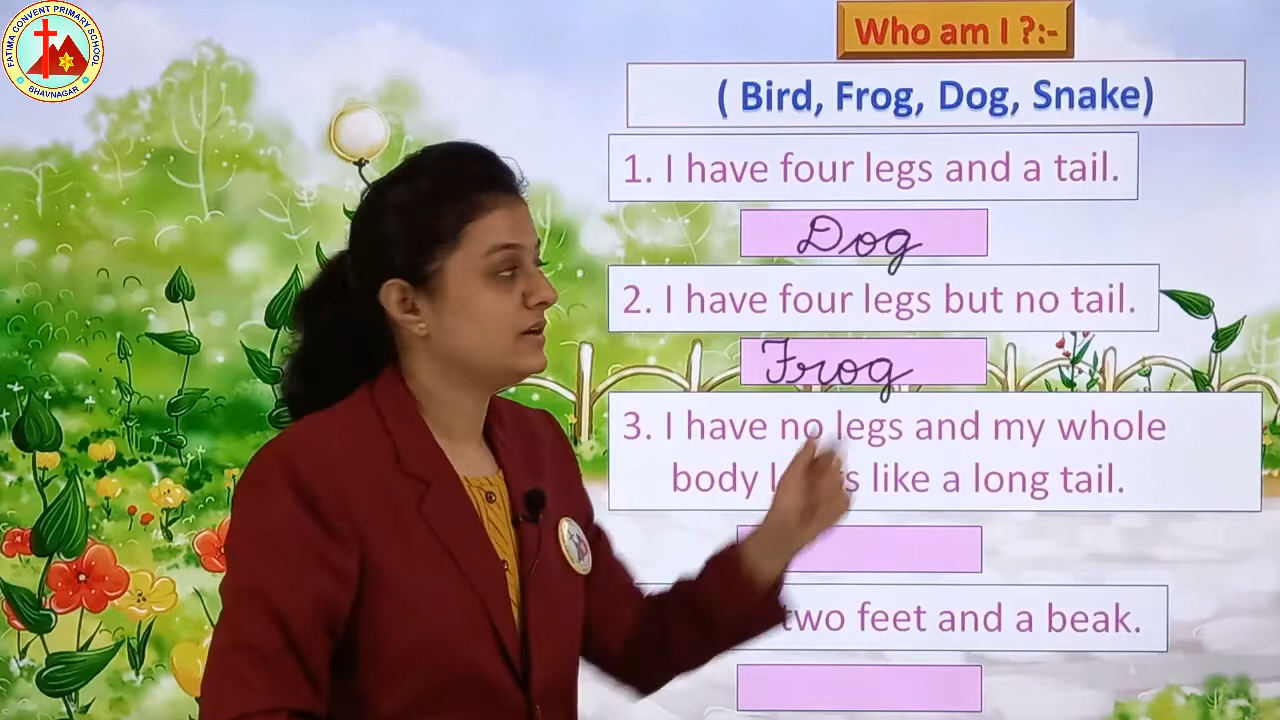 FATIMA CONVENT PRIMARY SCHOOL
BHAVNAGAR
Who am I ?:-
( Bird, Frog, Dog, Snake)
1. I have four legs and a tail.
Dog
2. I have four legs but no tail.
Frog
3. I have no legs and my whole
body like a long tail.
two feet and a beak.